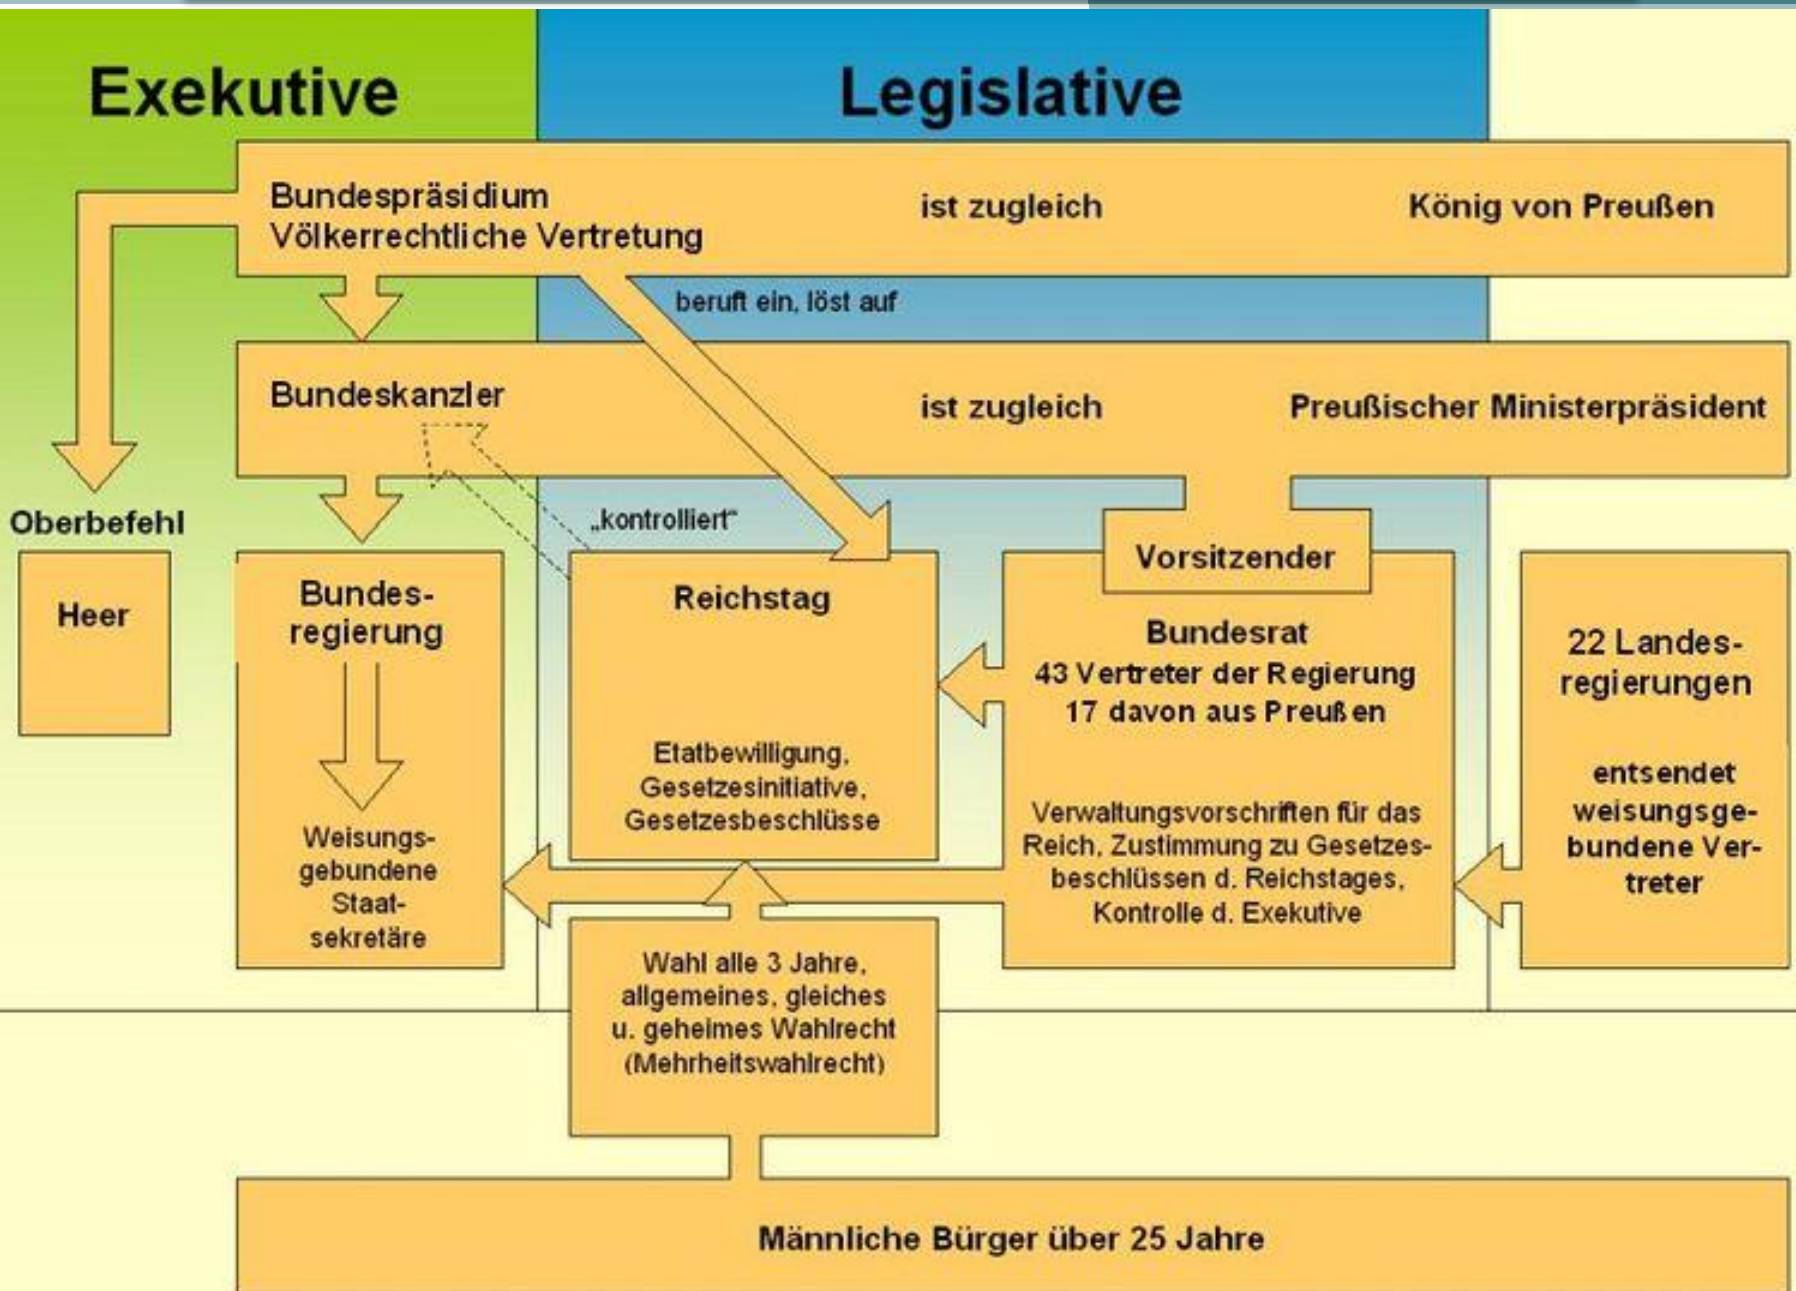 Exekutive
Legislative
Bundespräsidium
Völkerrechtliche Vertretung
ist zugleich
König von Preußen
beruft ein, löst auf
Bundeskanzler
ist zugleich
Preußischer Ministerpräsident
„kontrolliert“
Oberbefehl
Heer
Bundes-
regierung
Weisungs-
gebundene
Staat-
sekretäre
Reichstag
Etatbewilligung,
Gesetzesinitiative,
Gesetzesbeschlüsse
Vorsitzender
Bundesrat
43 Vertreter der Regierung
17 davon aus Preußen
Verwaltungsvorschriften für das
Reich, Zustimmung zu Gesetzes-
beschlüssen d. Reichstages,
Kontrolle d. Exekutive
22 Landes-
regierungen
entsendet
weisungsge-
bundene Ver-
treter
Wahl alle 3 Jahre,
allgemeines, gleiches
u. geheimes Wahlrecht
(Mehrheitswahlrecht)
Männliche Bürger über 25 Jahre